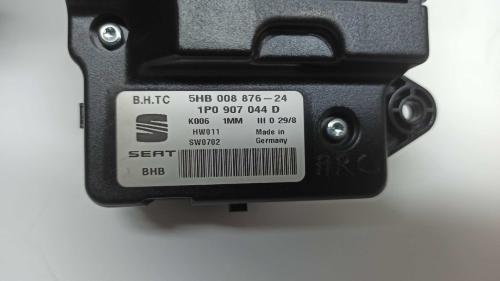 B.H.TC 5HB 008 876-24
1P0 907 044 D
K006 1MM III 0 29/8
HW011 Made in
SW0702 Germany
SEAT
BHB
ARC